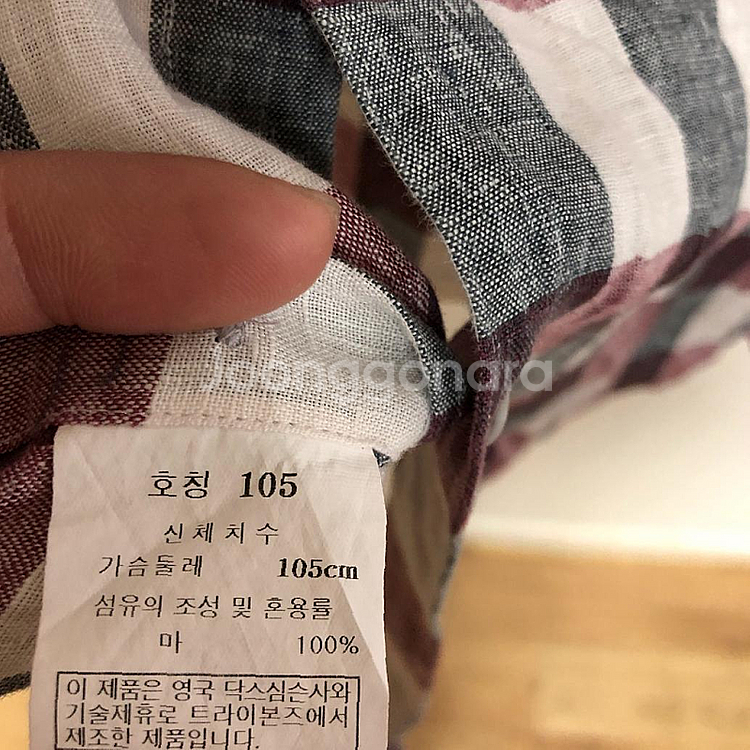 Joonggonara
호칭 105
신체치수
가슴둘레 105cm
섬유의 조성 및 혼용률
마 100%
이 제품은 영국 닥스심슨사와
기술제휴로 트라이본즈에서
제조한 제품입니다.